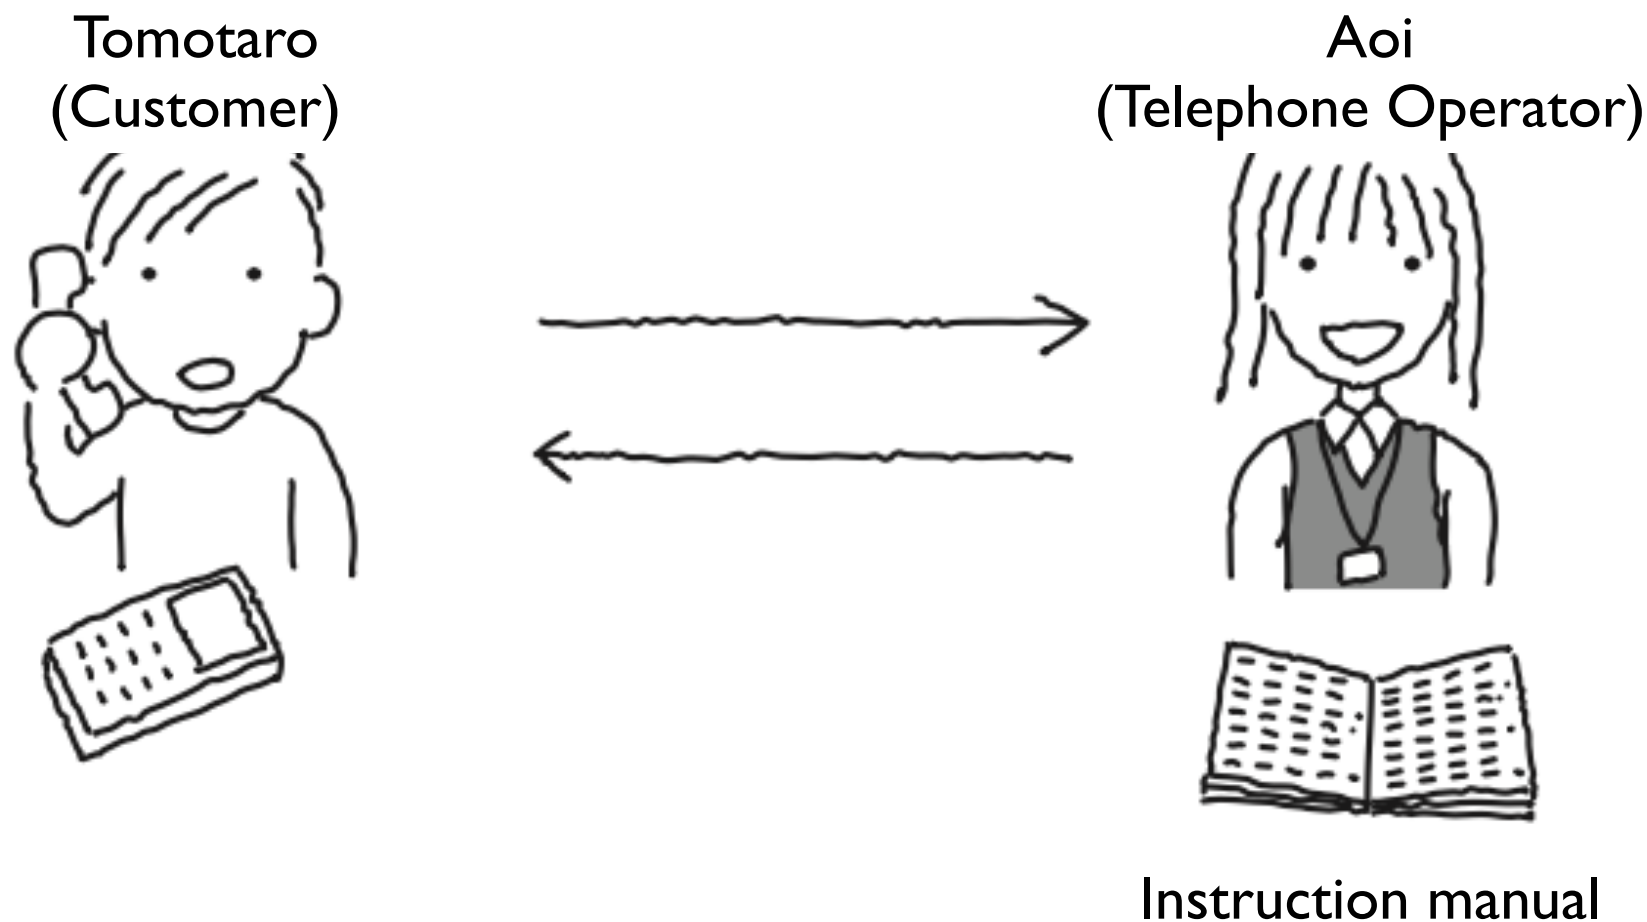 Tomotaro
(Customer)
Aoi
(Telephone Operator)
Instruction manual